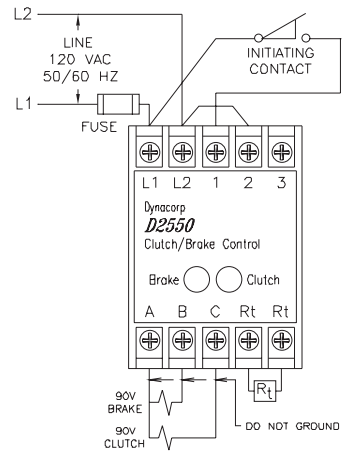 L2
LINE
120 VAC
50/60 HZ
INITIATING
CONTACT
L1
FUSE
L1 L2 1 2 3
Dynacorp
D2550
Clutch/Brake Control
Brake Clutch
A B C Rt Rt
Rt
90V
BRAKE
DO NOT GROUND
90V
CLUTCH